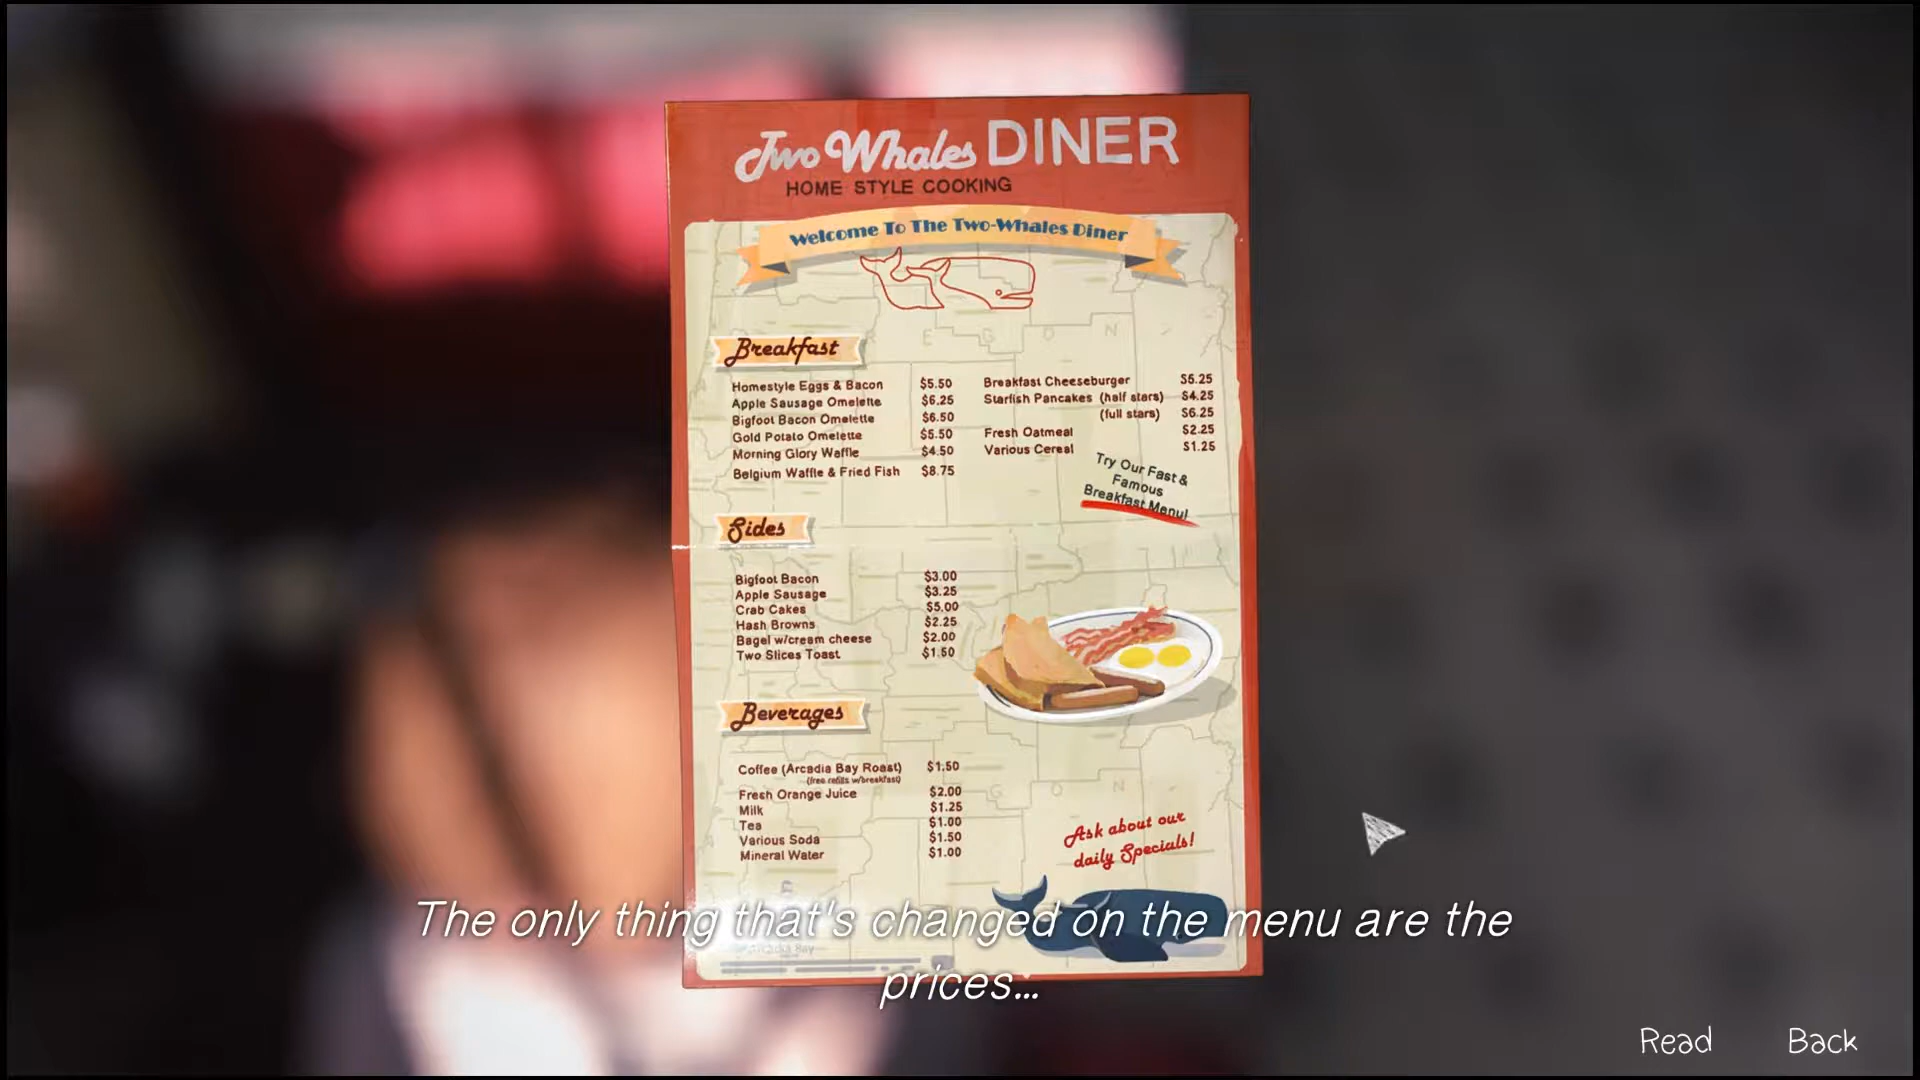 Two Whales DINER
HOME STYLE COOKING
Welcome To The Two-Whales Diner
E G O N
Breakfast
Homestyle Eggs & Bacon $5.50
Apple Sausage Omelette $6.25
Bigfoot Bacon Omelette $6.50
Gold Potato Omelette $5.50
Morning Glory Waffle $4.50
Belgium Waffle & Fried Fish $8.75
Breakfast Cheeseburger
Starfish Pancakes (half stars) $4.25
(full stars) $6.25
Fresh Oatmeal $2.25
Various Cereal $1.25
Try Our Fast &
Famous
Breakfast Menu!
Sides
Bigfoot Bacon $3.00
Apple Sausage $3.25
Crab Cakes $5.00
Hash Browns $2.25
Bagel w/cream cheese $2.00
Two Slices Toast $1.50
Beverages
Coffee (Arcadia Bay Roast) $1.50
(free refills w/breakfast)
Fresh Orange Juice $2.00
Milk $1.25
Tea $1.00
Various Soda $1.50
Mineral Water $1.00
G O N
Ask about our
daily Specials!
The only thing that's changed on the menu are the
prices...
Read Back